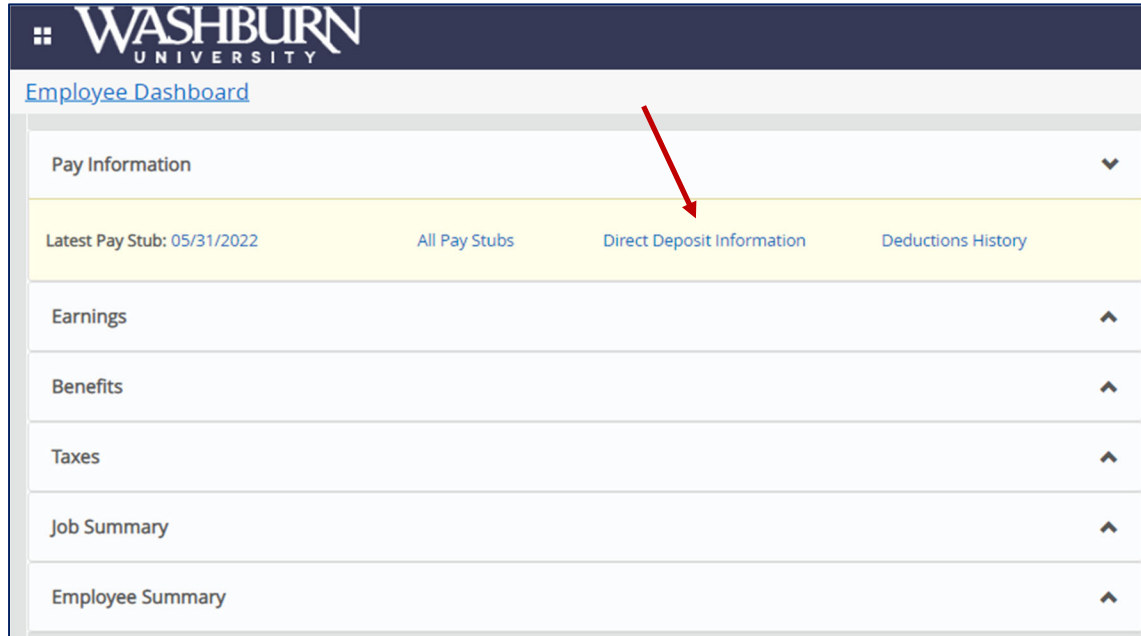 WASHBURN
UNIVERSITY
Employee Dashboard
Pay Information
Latest Pay Stub: 05/31/2022 All Pay Stubs Direct Deposit Information Deductions History
Earnings
Benefits
Taxes
Job Summary
Employee Summary